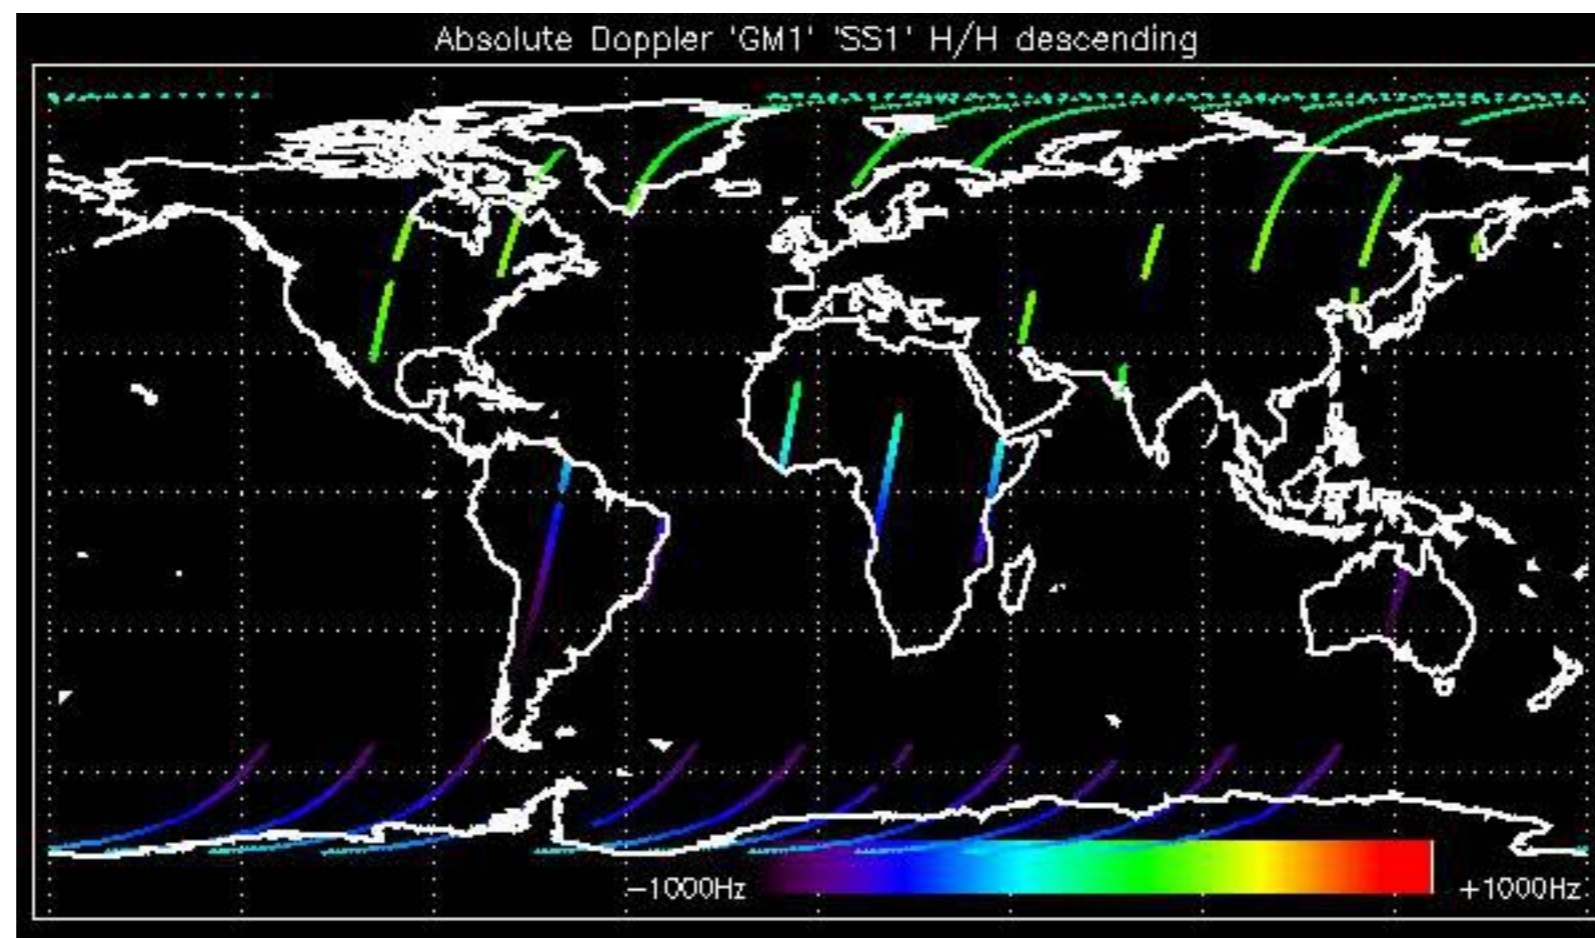 Absolute Doppler 'GM1' 'SS1' H/H descending
−1000Hz +1000Hz